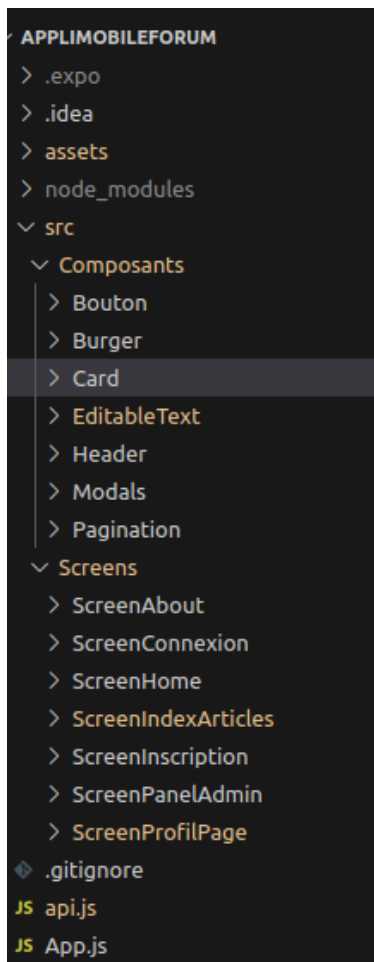 APPLIMOBILEFORUM
.expo
.idea
assets
node_modules
src
Composants
Bouton
Burger
Card
EditableText
Header
Modals
Pagination
Screens
ScreenAbout
ScreenConnexion
ScreenHome
ScreenIndexArticles
ScreenInscription
ScreenPanelAdmin
ScreenProfilPage
.gitignore
JS api.js
JS App.js